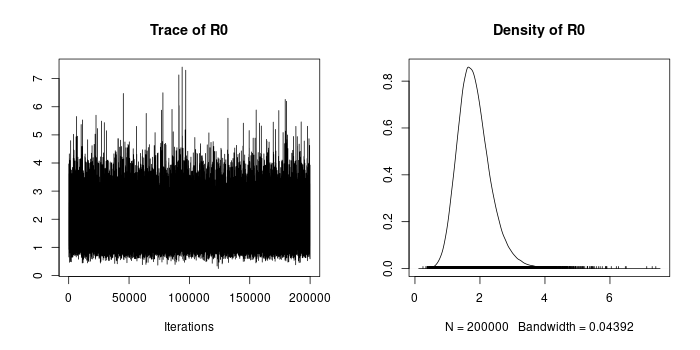 Trace of R0
7
6
5
4
3
2
1
0
0 50000 100000 150000 200000
Iterations
Density of R0
0.8
0.6
0.4
0.2
0.0
0 2 4 6
N = 200000 Bandwidth = 0.04392